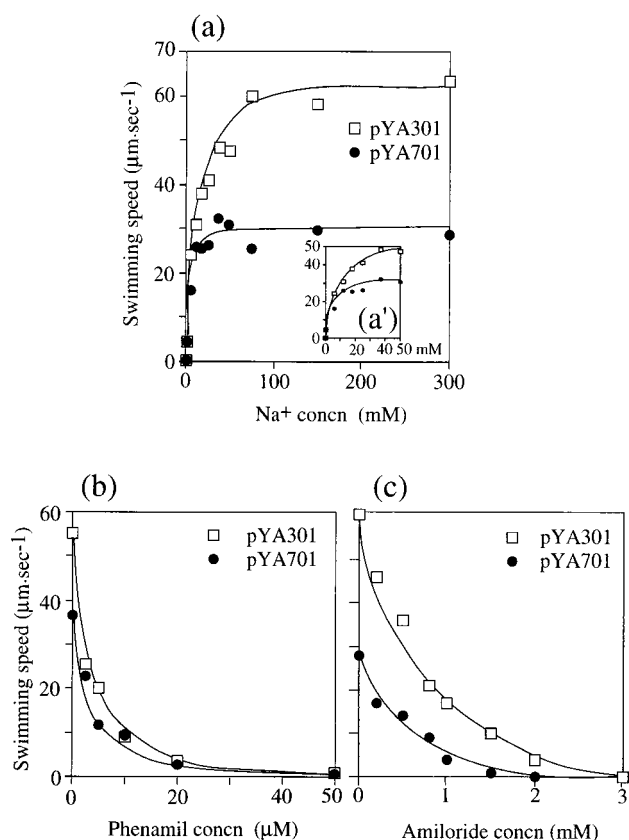 (a)
70
60
50
40
20
0
Swimming speed (μm·sec-1)
pYA301
pYA701
50
40
20
0
(a')
0 20 40 50 mM
0 100 200 300
Na+ concn (mM)
(b)
60
40
20
0
Swimming speed (μm·sec-1)
pYA301
pYA701
0 20 40
Phenamil concn (μM)
(c)
pYA301
pYA701
0 1 2 3
Amiloride concn (mM)